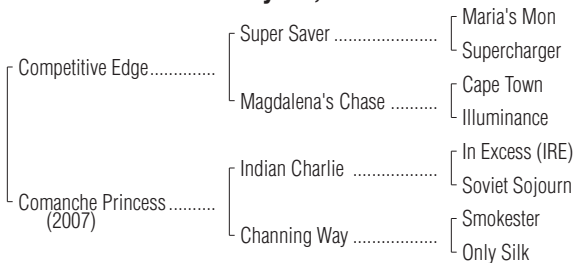 Maria's Mon
Super Saver ...................
Supercharger
Competitive Edge..............
Cape Town
Magdalena's Chase ..........
Illuminance
In Excess (IRE)
Indian Charlie ..................
Soviet Sojourn
Comanche Princess..........
(2007)
Smokester
Channing Way ..................
Only Silk